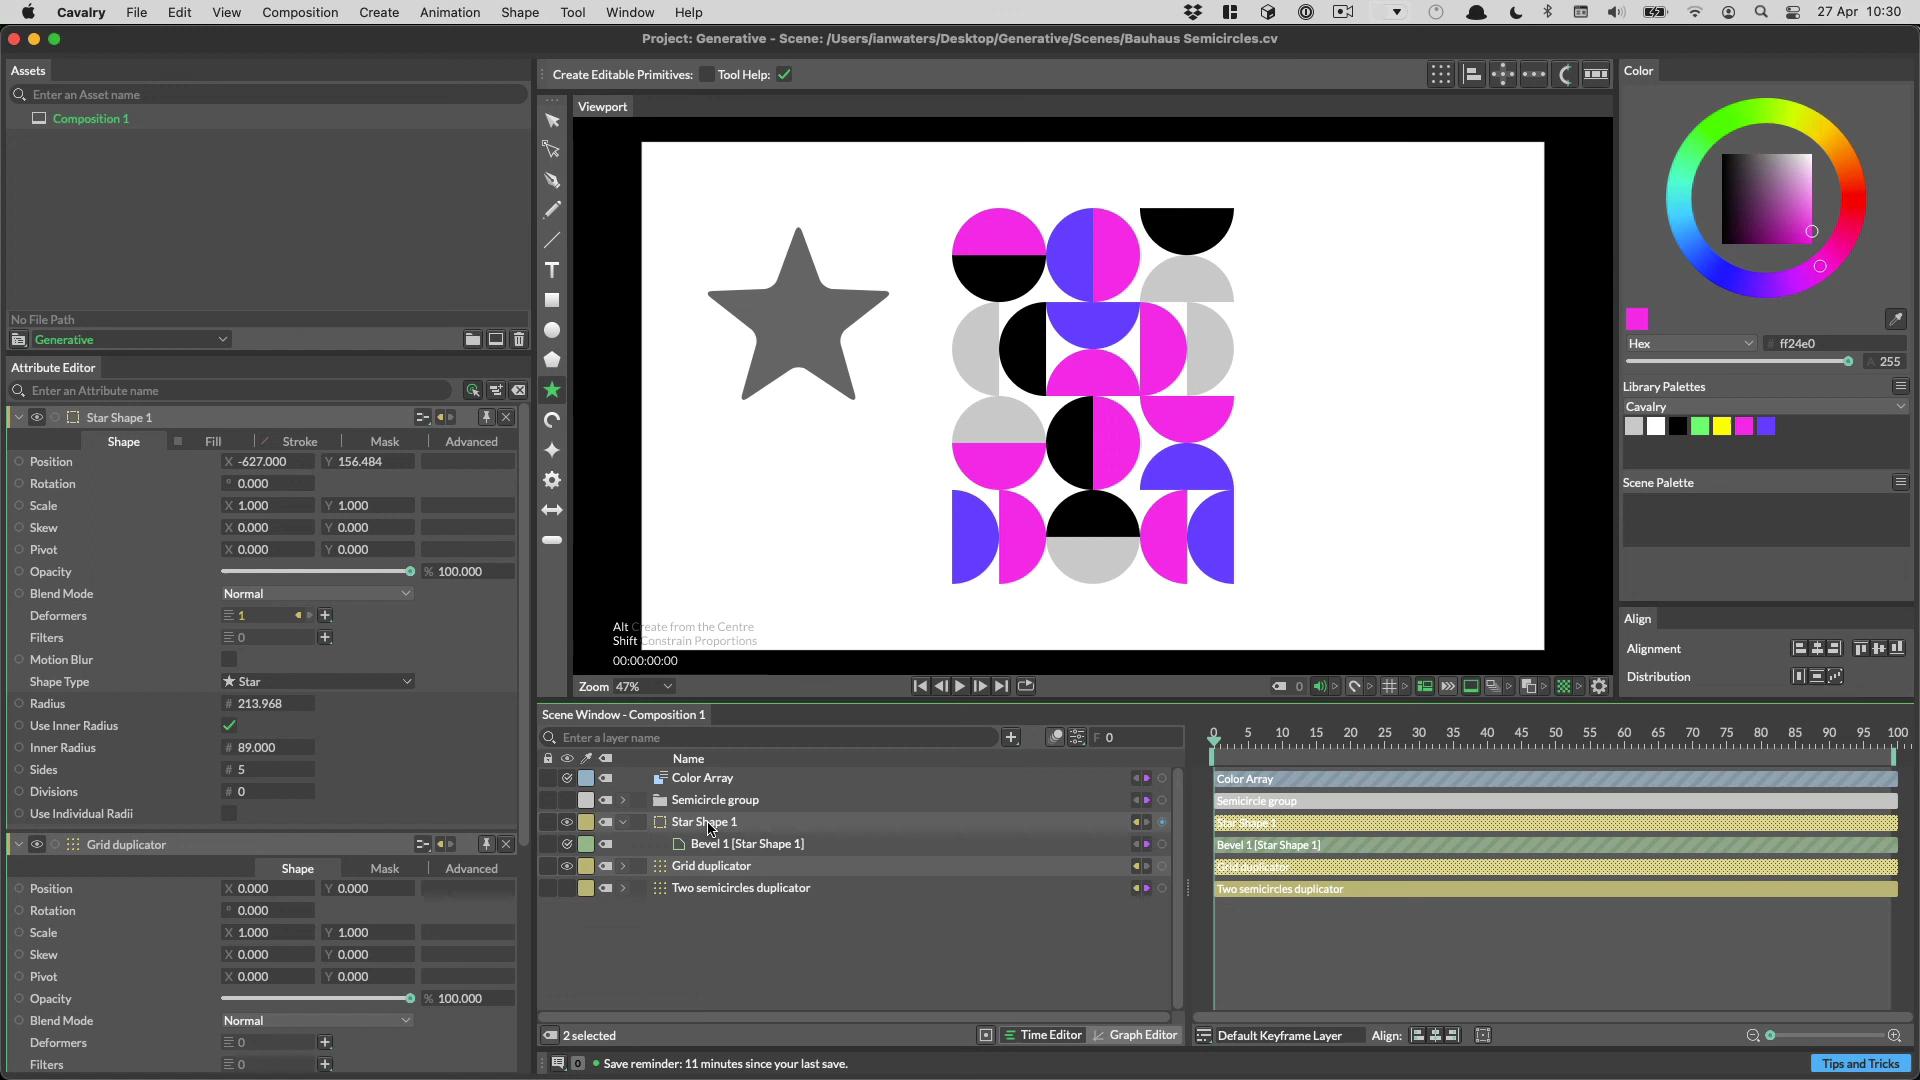 Cavalry File Edit View Composition Create Animation Shape Tool Window Help 27 Apr 10:30
Project: Generative - Scene: /Users/ianwaters/Desktop/Generative/Scenes/Bauhaus Semicircles.cv
Assets
Enter an Asset name
Composition 1
No File Path
Generative
Attribute Editor
Enter an Attribute name
Star Shape 1
Shape Fill Stroke Mask Advanced
Position X -627.000 Y 156.484
Rotation ° 0.000
Scale X 1.000 Y 1.000
Skew X 0.000 Y 0.000
Pivot X 0.000 Y 0.000
Opacity % 100.000
Blend Mode Normal
Deformers 1
Filters 0
Motion Blur
Shape Type Star
Radius # 213.968
Use Inner Radius
Inner Radius # 89.000
Sides # 5
Divisions # 0
Use Individual Radii
Grid duplicator
Shape Mask Advanced
Position X 0.000 Y 0.000
Rotation ° 0.000
Scale X 1.000 Y 1.000
Skew X 0.000 Y 0.000
Pivot X 0.000 Y 0.000
Opacity % 100.000
Blend Mode Normal
Deformers 0
Filters 0
Create Editable Primitives: Tool Help:
Viewport
Alt Create from the Centre
Shift Constrain Proportions
00:00:00:00
Zoom 47% 0
Scene Window - Composition 1
Enter a layer name F 0
Name
Color Array
Semicircle group
Star Shape 1
Bevel 1 [Star Shape 1]
Grid duplicator
Two semicircles duplicator
2 selected Time Editor Graph Editor
0 Save reminder: 11 minutes since your last save.
0 5 10 15 20 25 30 35 40 45 50 55 60 65 70 75 80 85 90 95 100
Color Array
Semicircle group
Star Shape 1
Bevel 1 [Star Shape 1]
Grid duplicator
Two semicircles duplicator
Default Keyframe Layer Align:
Tips and Tricks
Color
Hex # ff24e0
A 255
Library Palettes
Cavalry
Scene Palette
Align
Alignment
Distribution